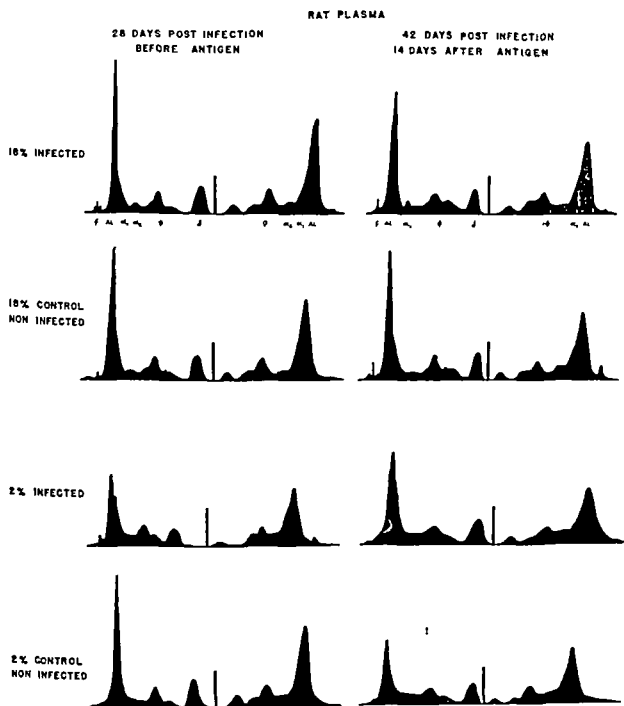 RAT PLASMA
28 DAYS POST INFECTION
BEFORE ANTIGEN
42 DAYS POST INFECTION
14 DAYS AFTER ANTIGEN
18% INFECTED
18% CONTROL
NON INFECTED
2% INFECTED
2% CONTROL
NON INFECTED